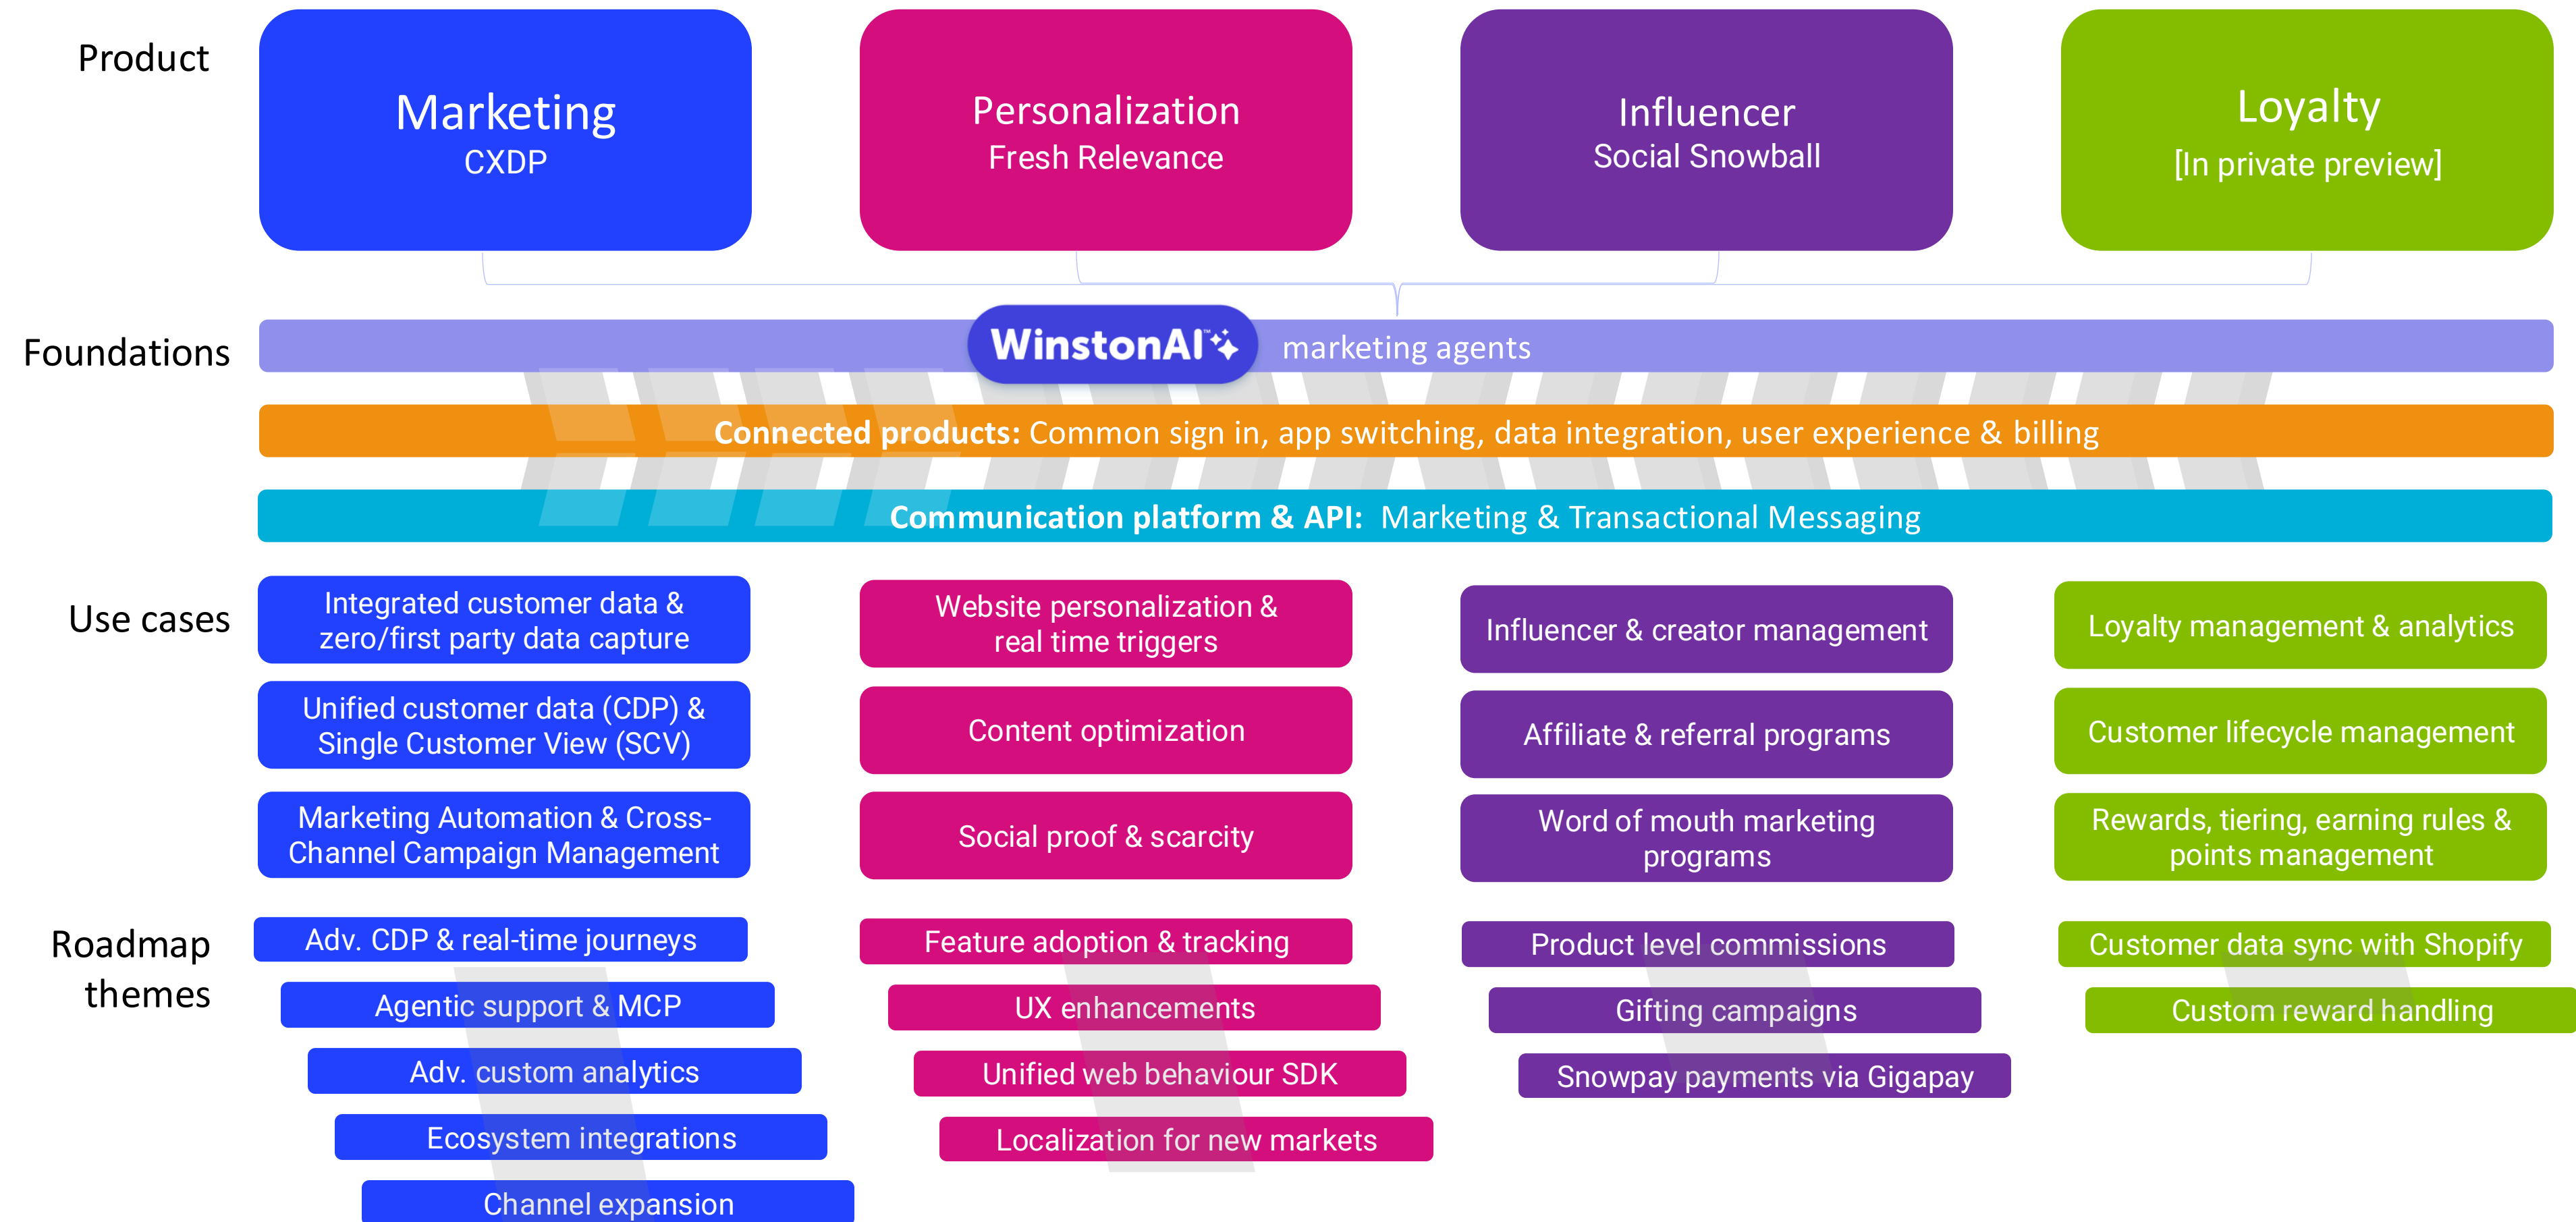 Product
Marketing
CXDP
Personalization
Fresh Relevance
Influencer
Social Snowball
Loyalty
[In private preview]
Foundations
WinstonAI™ marketing agents
Connected products: Common sign in, app switching, data integration, user experience & billing
Communication platform & API: Marketing & Transactional Messaging
Use cases
Integrated customer data &
zero/first party data capture
Website personalization &
real time triggers
Influencer & creator management
Loyalty management & analytics
Unified customer data (CDP) &
Single Customer View (SCV)
Content optimization
Affiliate & referral programs
Customer lifecycle management
Marketing Automation & Cross-
Channel Campaign Management
Social proof & scarcity
Word of mouth marketing
programs
Rewards, tiering, earning rules &
points management
Roadmap
themes
Adv. CDP & real-time journeys
Feature adoption & tracking
Product level commissions
Customer data sync with Shopify
Agentic support & MCP
UX enhancements
Gifting campaigns
Custom reward handling
Adv. custom analytics
Unified web behaviour SDK
Snowpay payments via Gigapay
Ecosystem integrations
Localization for new markets
Channel expansion